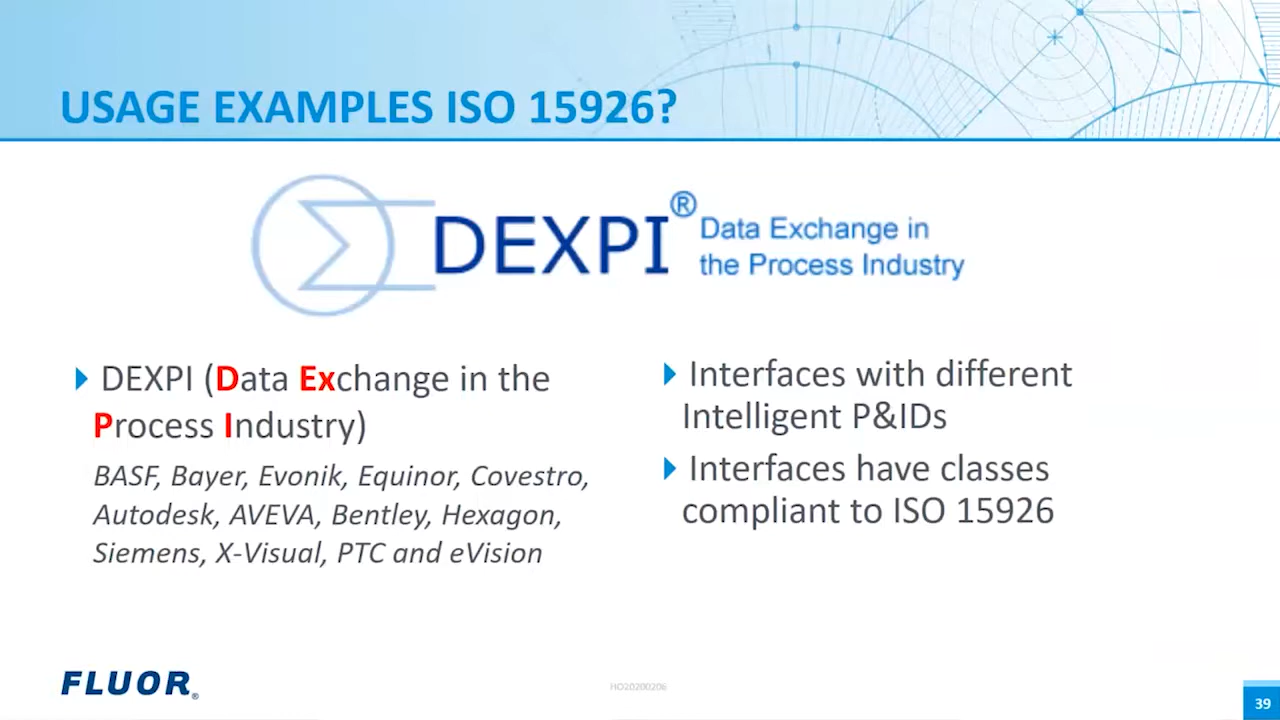 USAGE EXAMPLES ISO 15926?
DEXPI®
Data Exchange in
the Process Industry
DEXPI (Data Exchange in the
Process Industry)
BASF, Bayer, Evonik, Equinor, Covestro,
Autodesk, AVEVA, Bentley, Hexagon,
Siemens, X-Visual, PTC and eVision
Interfaces with different
Intelligent P&IDs
Interfaces have classes
compliant to ISO 15926
FLUOR®
HO20200206
39